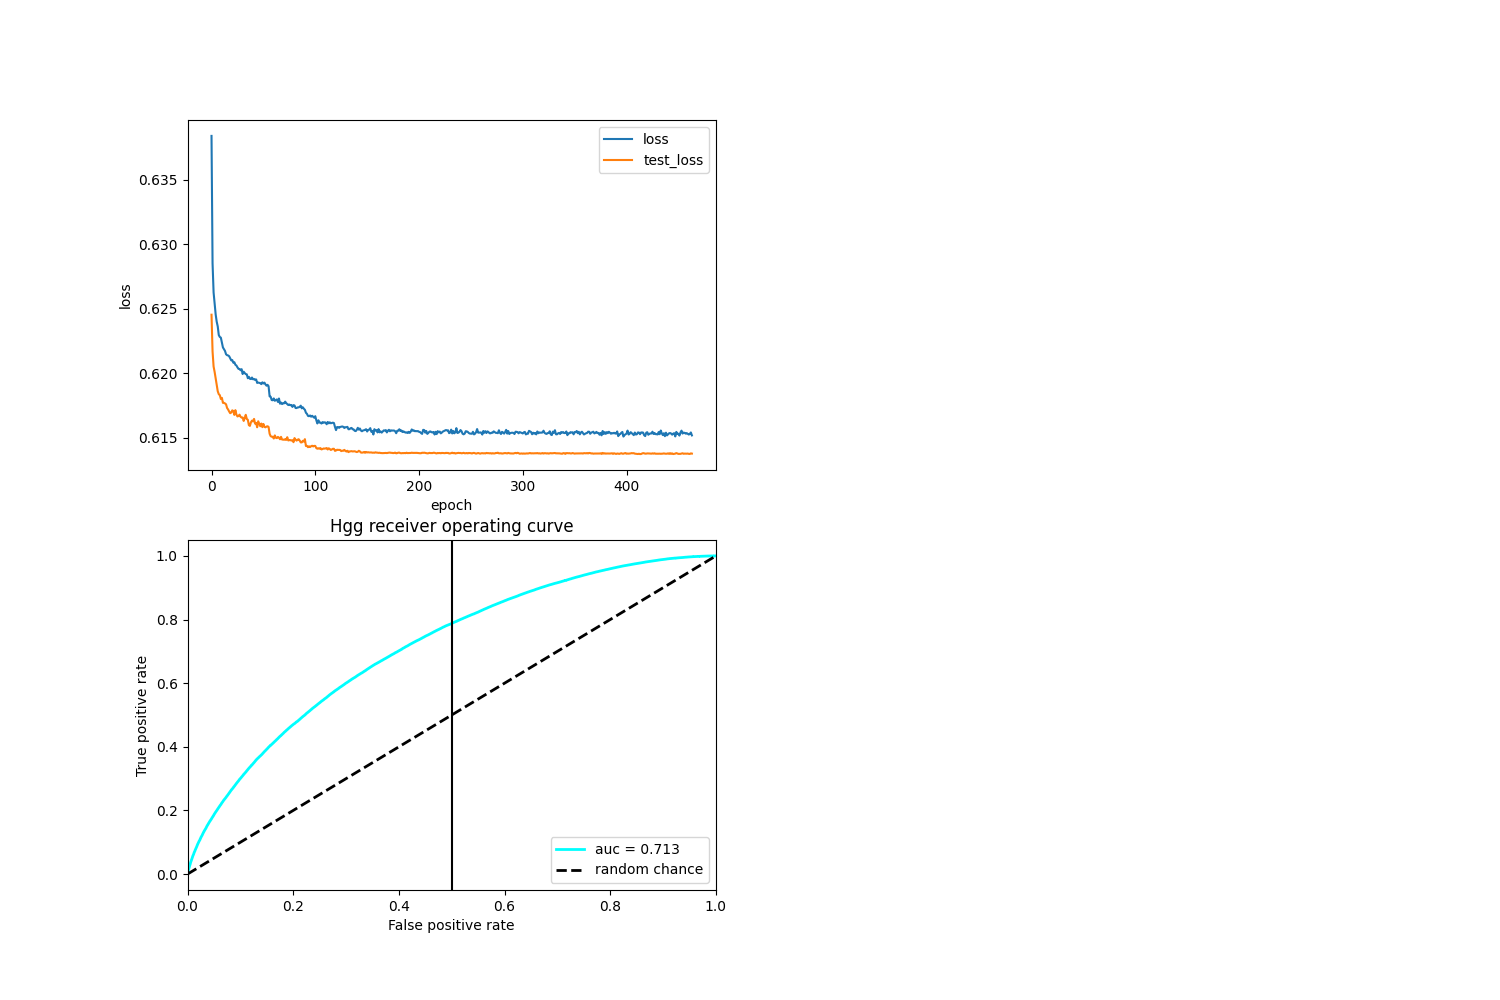 loss
test_loss
0.635
0.630
0.625
0.620
0.615
loss
0
100
200
300
400
epoch
Hgg receiver operating curve
1.0
0.8
0.6
0.4
0.2
0.0
True positive rate
auc = 0.713
random chance
0.0
0.2
0.4
0.6
0.8
1.0
False positive rate